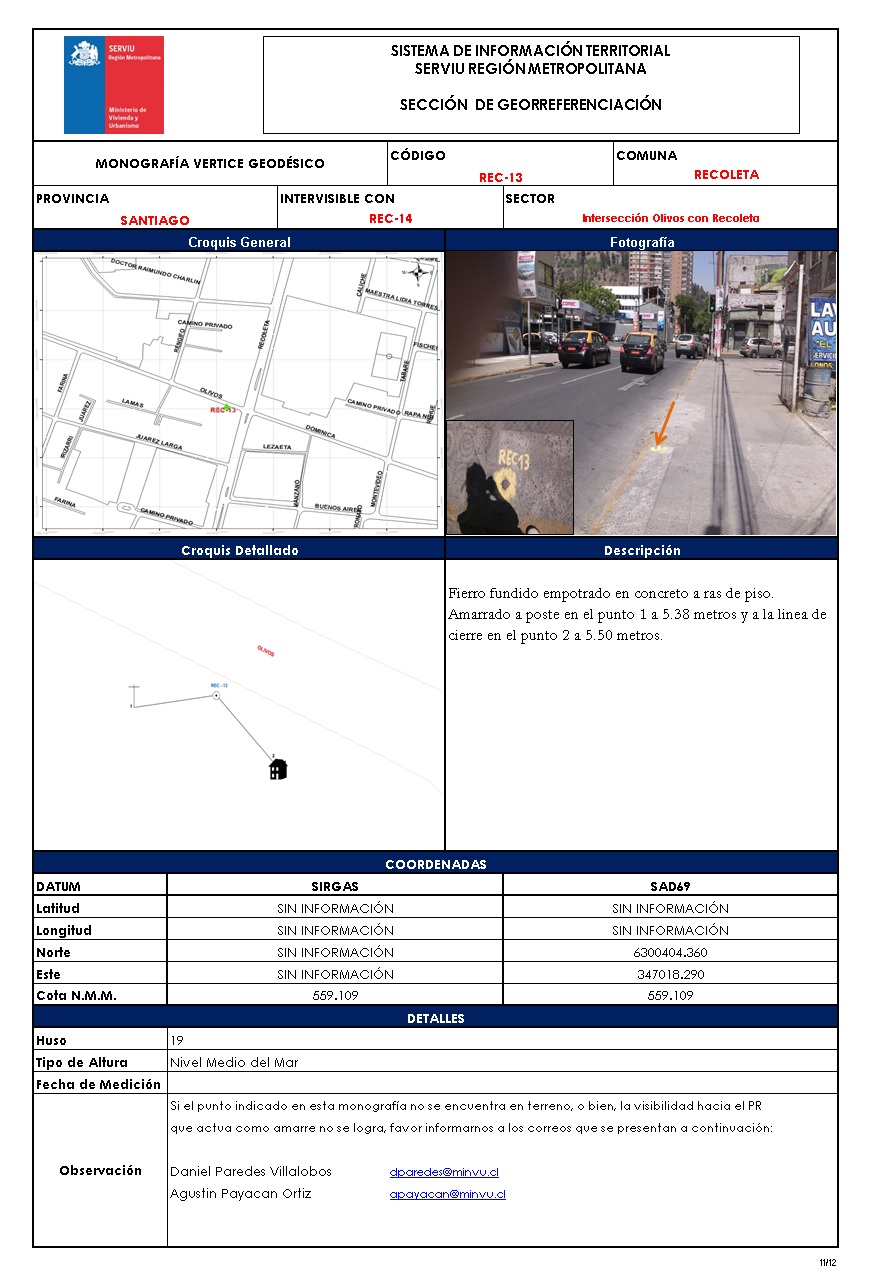 SERVIU
Región Metropolitana
Ministerio de
Vivienda y
Urbanismo
SISTEMA DE INFORMACIÓN TERRITORIAL
SERVIU REGIÓN METROPOLITANA
SECCIÓN DE GEORREFERENCIACIÓN
MONOGRAFÍA VERTICE GEODÉSICO
CÓDIGO
REC-13
COMUNA
RECOLETA
PROVINCIA
SANTIAGO
INTERVISIBLE CON
REC-14
SECTOR
Intersección Olivos con Recoleta
Croquis General
Fotografía
DOCTOR RAIMUNDO CHARLIN
CALICHE
MAESTRA LIDIA TORRES
CAMINO PRIVADO
RENGIFO
RECOLETA
FISCHER
TABARE
FARINA
OLIVOS
REC-13
LAMAS
JUAREZ
CAMINO PRIVADO
RAPA NUI
DOMINICA
IRIZARRI
JUAREZ LARGA
LEZAETA
MANZANO
MONTEVIDEO
FARINA
CAMINO PRIVADO
BUENOS AIRES
REC13
Croquis Detallado
Descripción
OLIVOS
REC - 13
1
2
Fierro fundido empotrado en concreto a ras de piso.
Amarrado a poste en el punto 1 a 5.38 metros y a la linea de
cierre en el punto 2 a 5.50 metros.
COORDENADAS
DATUM SIRGAS SAD69
Latitud SIN INFORMACIÓN SIN INFORMACIÓN
Longitud SIN INFORMACIÓN SIN INFORMACIÓN
Norte SIN INFORMACIÓN 6300404.360
Este SIN INFORMACIÓN 347018.290
Cota N.M.M. 559.109 559.109
DETALLES
Huso 19
Tipo de Altura Nivel Medio del Mar
Fecha de Medición
Observación
Si el punto indicado en esta monografía no se encuentra en terreno, o bien, la visibilidad hacia el PR
que actua como amarre no se logra, favor informarnos a los correos que se presentan a continuación:
Daniel Paredes Villalobos dparedes@minvu.cl
Agustin Payacan Ortiz apayacan@minvu.cl
11/12